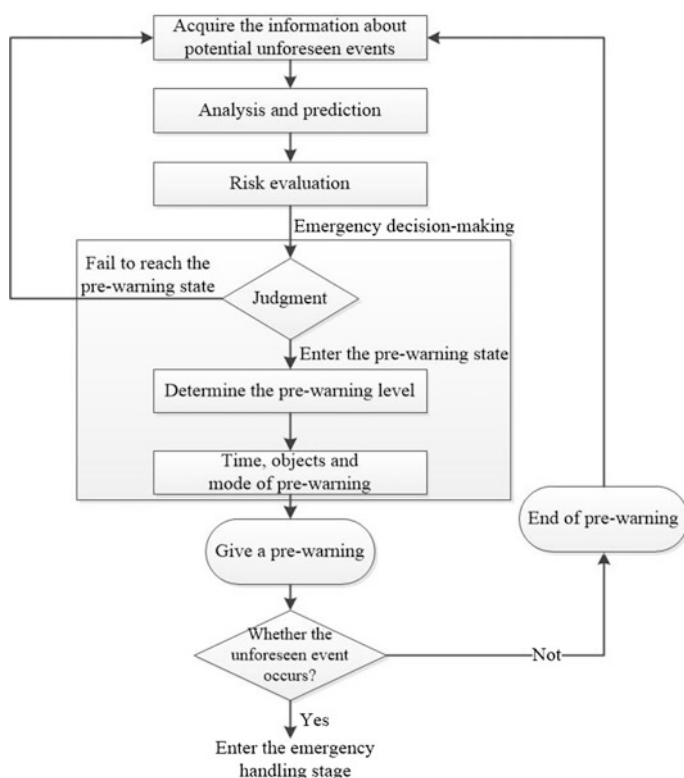 Acquire the information about
potential unforeseen events
Analysis and prediction
Risk evaluation
Emergency decision-making
Fail to reach the
pre-warning state
Judgment
Enter the pre-warning state
Determine the pre-warning level
Time, objects and
mode of pre-warning
End of pre-warning
Give a pre-warning
Whether the
unforeseen event
occurs?
Not
Yes
Enter the emergency
handling stage